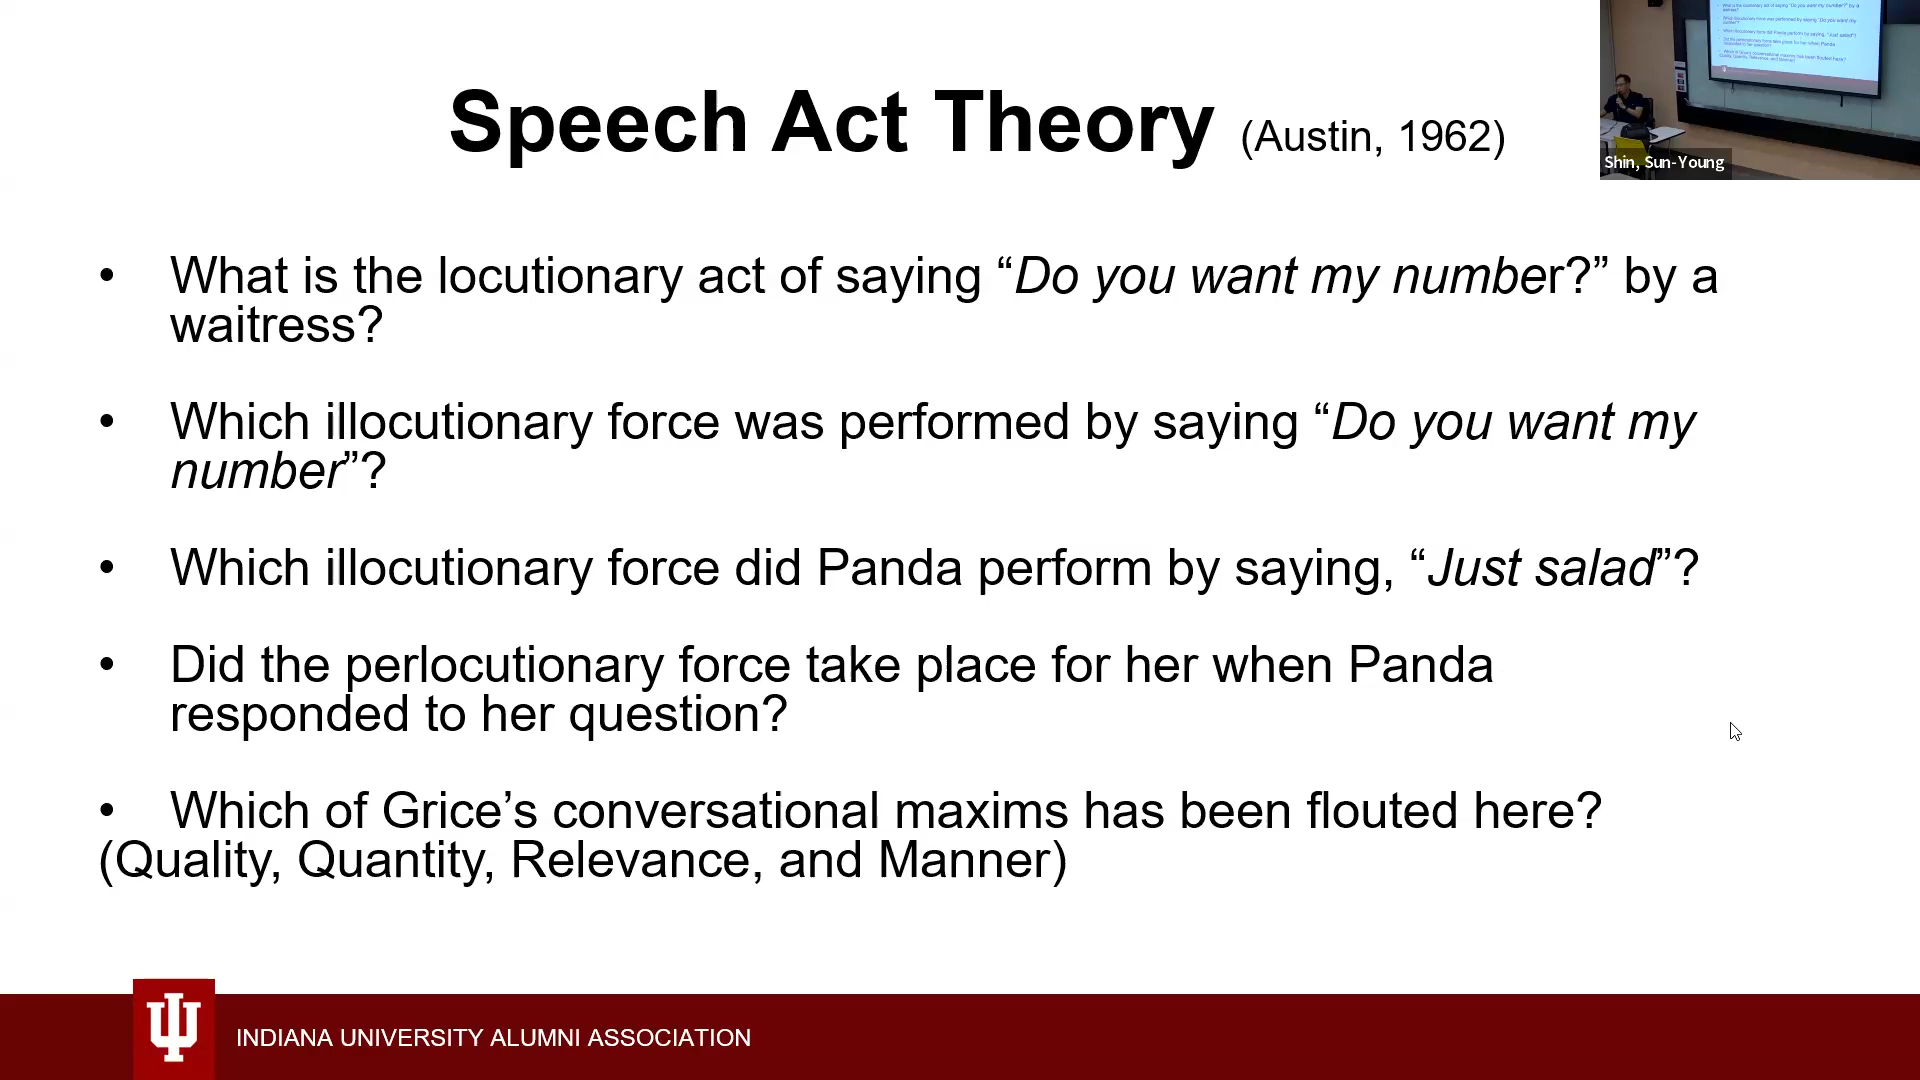 Speech Act Theory (Austin, 1962)
Shin, Sun-Young
• What is the locutionary act of saying “Do you want my number?” by a
waitress?
• Which illocutionary force was performed by saying “Do you want my
number”?
• Which illocutionary force did Panda perform by saying, “Just salad”?
• Did the perlocutionary force take place for her when Panda
responded to her question?
• Which of Grice’s conversational maxims has been flouted here?
(Quality, Quantity, Relevance, and Manner)
INDIANA UNIVERSITY ALUMNI ASSOCIATION